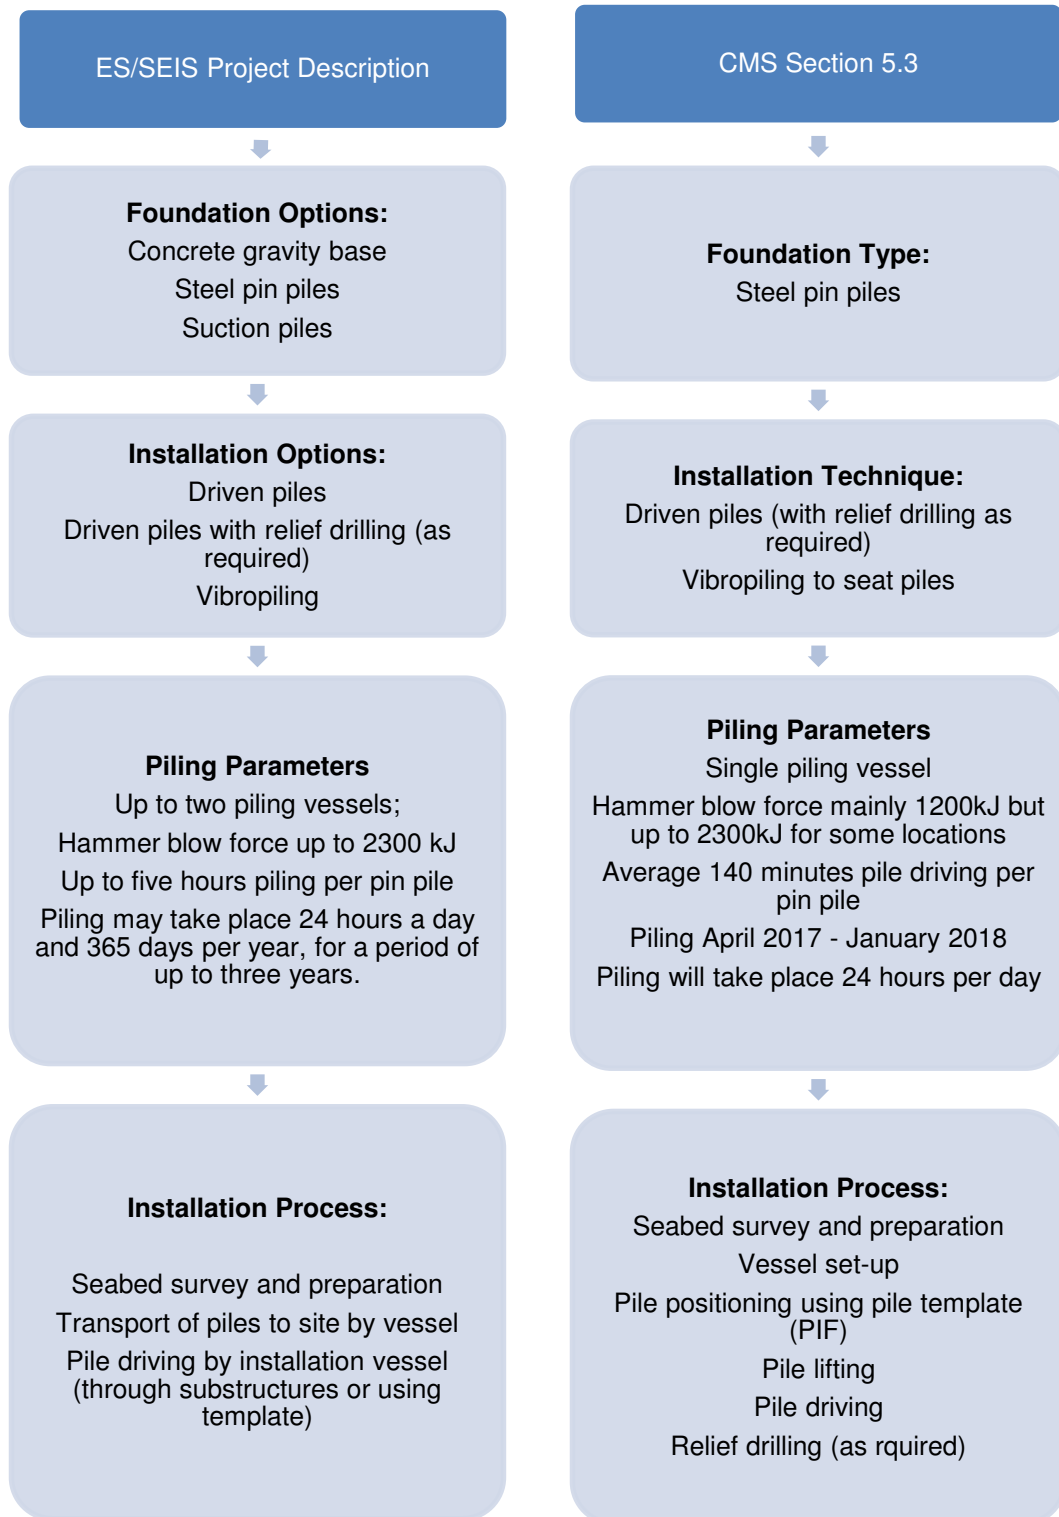 ES/SEIS Project Description
Foundation Options:
Concrete gravity base
Steel pin piles
Suction piles
Installation Options:
Driven piles
Driven piles with relief drilling (as
required)
Vibropiling
Piling Parameters
Up to two piling vessels;
Hammer blow force up to 2300 kJ
Up to five hours piling per pin pile
Piling may take place 24 hours a day
and 365 days per year, for a period of
up to three years.
Installation Process:
Seabed survey and preparation
Transport of piles to site by vessel
Pile driving by installation vessel
(through substructures or using
template)
CMS Section 5.3
Foundation Type:
Steel pin piles
Installation Technique:
Driven piles (with relief drilling as
required)
Vibropiling to seat piles
Piling Parameters
Single piling vessel
Hammer blow force mainly 1200kJ but
up to 2300kJ for some locations
Average 140 minutes pile driving per
pin pile
Piling April 2017 - January 2018
Piling will take place 24 hours per day
Installation Process:
Seabed survey and preparation
Vessel set-up
Pile positioning using pile template
(PIF)
Pile lifting
Pile driving
Relief drilling (as rquired)